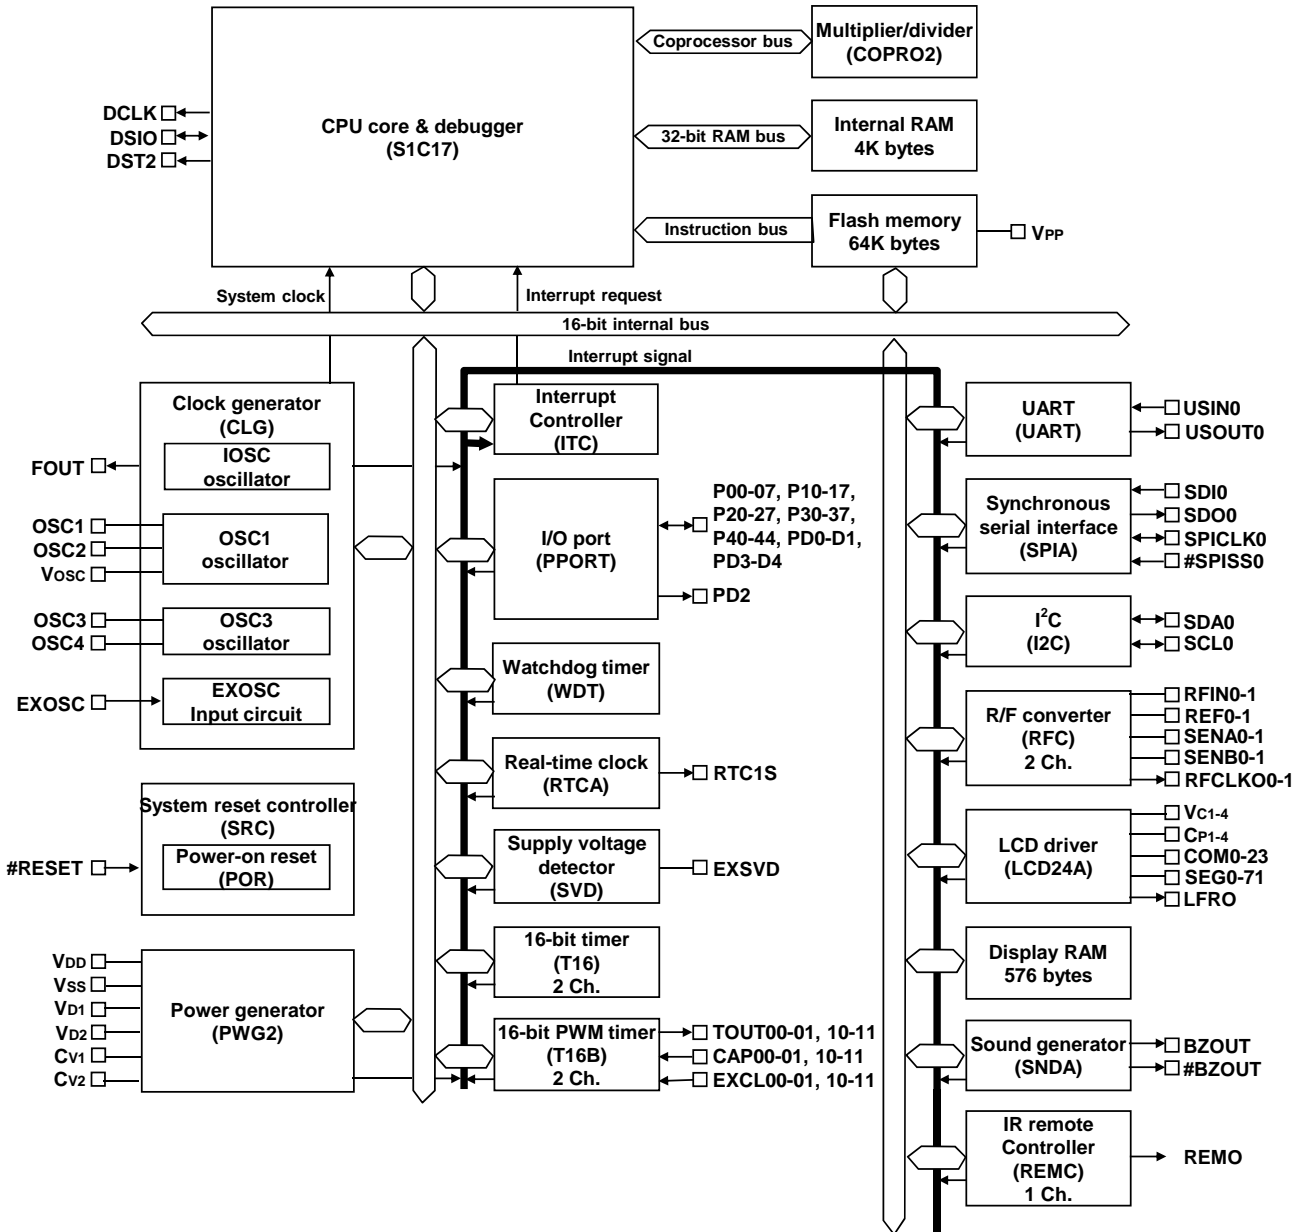 CPU core & debugger
(S1C17)
DCLK
DSIO
DST2
Coprocessor bus
Multiplier/divider
(COPRO2)
32-bit RAM bus
Internal RAM
4K bytes
Instruction bus
Flash memory
64K bytes
VPP
System clock
Interrupt request
16-bit internal bus
Interrupt signal
Clock generator
(CLG)
IOSC
oscillator
FOUT
OSC1
OSC2
VOSC
OSC1
oscillator
OSC3
OSC4
OSC3
oscillator
EXOSC
EXOSC
Input circuit
System reset controller
(SRC)
Power-on reset
(POR)
#RESET
VDD
VSS
VD1
VD2
CV1
CV2
Power generator
(PWG2)
Interrupt
Controller
(ITC)
I/O port
(PPORT)
P00-07, P10-17,
P20-27, P30-37,
P40-44, PD0-D1,
PD3-D4
PD2
Watchdog timer
(WDT)
Real-time clock
(RTCA)
RTC1S
Supply voltage
detector
(SVD)
EXSVD
16-bit timer
(T16)
2 Ch.
16-bit PWM timer
(T16B)
2 Ch.
TOUT00-01, 10-11
CAP00-01, 10-11
EXCL00-01, 10-11
UART
(UART)
USIN0
USOUT0
Synchronous
serial interface
(SPIA)
SDI0
SDO0
SPICLK0
#SPISS0
I2C
(I2C)
SDA0
SCL0
R/F converter
(RFC)
2 Ch.
RFIN0-1
REF0-1
SENA0-1
SENB0-1
RFCLKO0-1
LCD driver
(LCD24A)
VC1-4
CP1-4
COM0-23
SEG0-71
LFRO
Display RAM
576 bytes
Sound generator
(SNDA)
BZOUT
#BZOUT
IR remote
Controller
(REMC)
1 Ch.
REMO